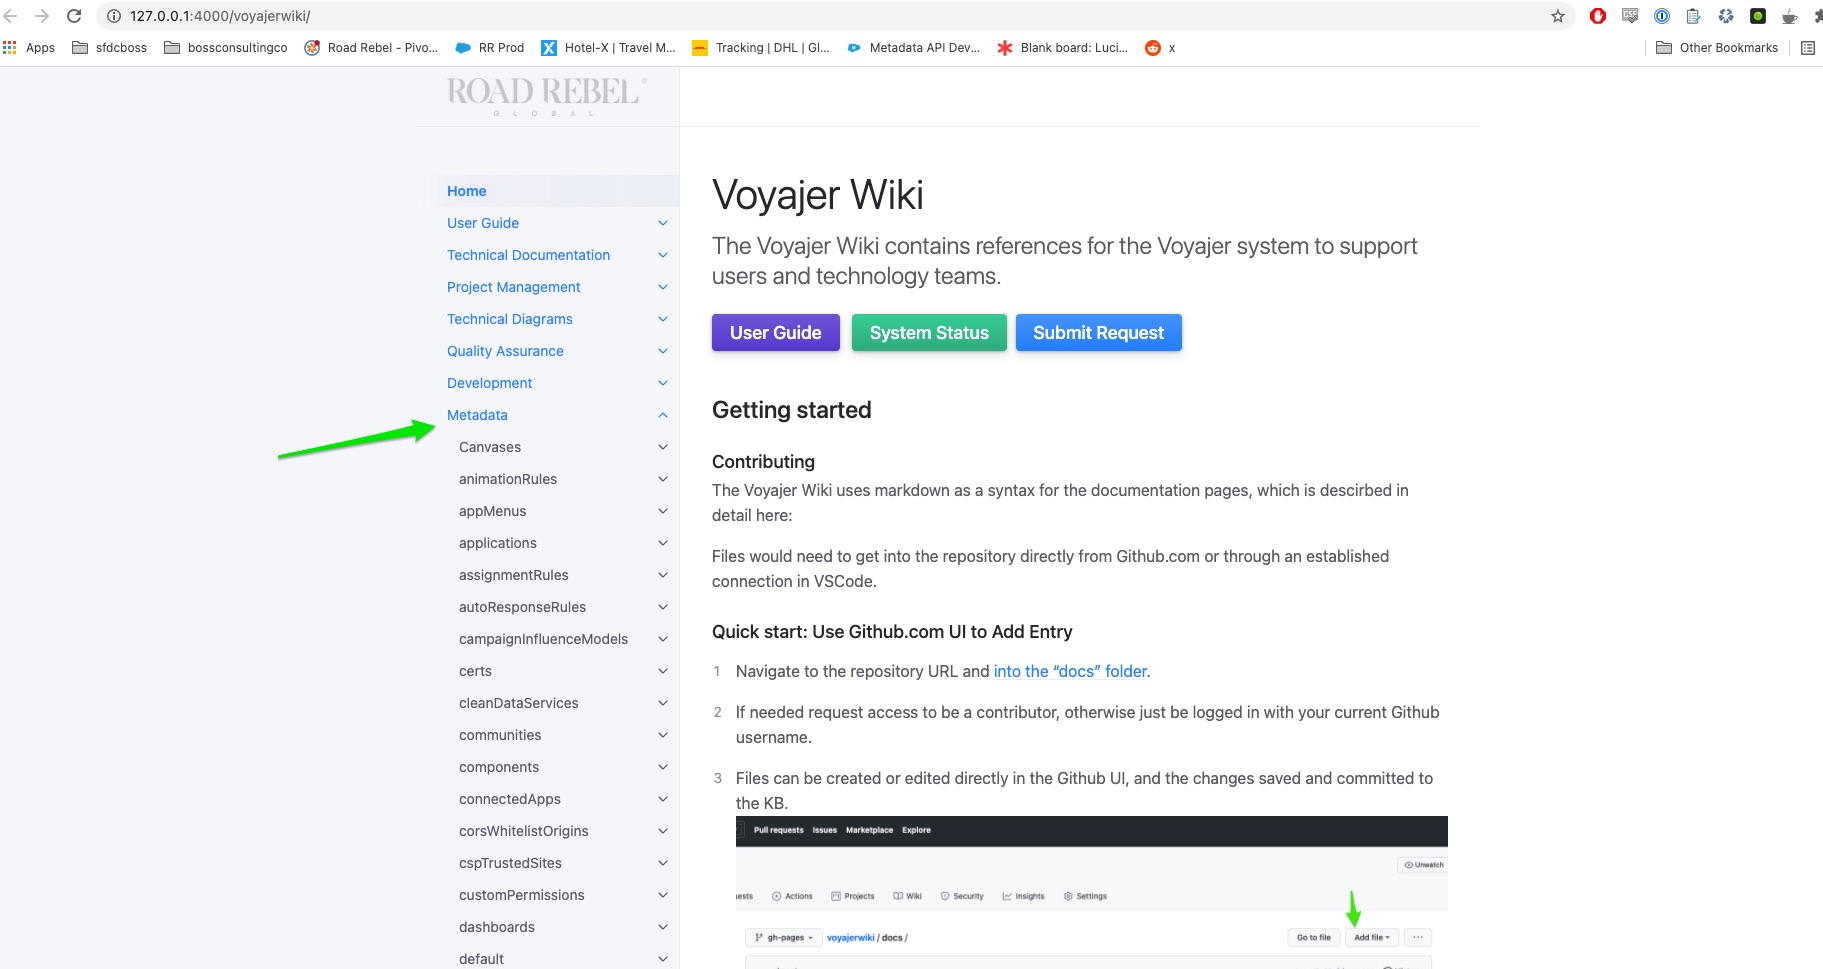 127.0.0.1:4000/voyajerwiki/
Apps
sfdcboss
bossconsultingco
Road Rebel - Pivo...
RR Prod
Hotel-X | Travel M...
Tracking | DHL | Gl...
Metadata API Dev...
Blank board: Luci...
x
Other Bookmarks
ROAD REBEL
GLOBAL
Home
User Guide
Technical Documentation
Project Management
Technical Diagrams
Quality Assurance
Development
Metadata
Canvases
animationRules
appMenus
applications
assignmentRules
autoResponseRules
campaignInfluenceModels
certs
cleanDataServices
communities
components
connectedApps
corsWhitelistOrigins
cspTrustedSites
customPermissions
dashboards
default
Voyajer Wiki
The Voyajer Wiki contains references for the Voyajer system to support
users and technology teams.
User Guide
System Status
Submit Request
Getting started
Contributing
The Voyajer Wiki uses markdown as a syntax for the documentation pages, which is descirbed in
detail here:
Files would need to get into the repository directly from Github.com or through an established
connection in VSCode.
Quick start: Use Github.com UI to Add Entry
1 Navigate to the repository URL and into the “docs” folder.
2 If needed request access to be a contributor, otherwise just be logged in with your current Github
username.
3 Files can be created or edited directly in the Github UI, and the changes saved and committed to
the KB.
Pull requests Issues Marketplace Explore
Unwatch
Actions Projects Wiki Security Insights Settings
gh-pages voyajerwiki / docs / Go to file Add file ...